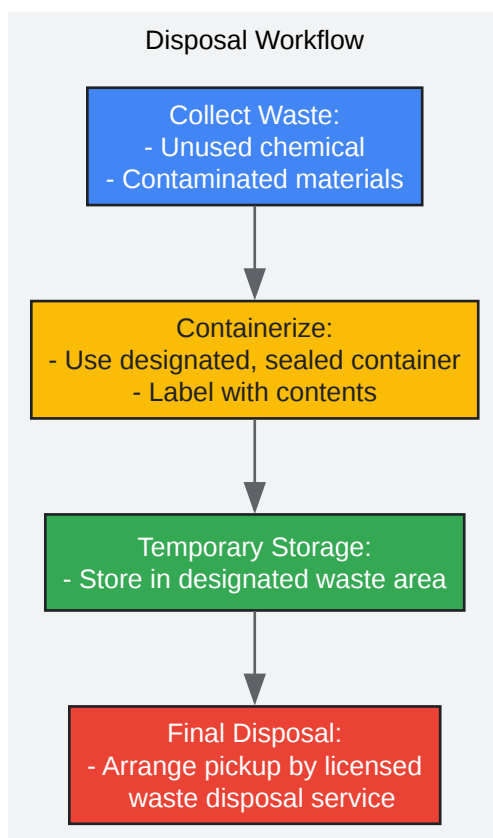 Disposal Workflow
Collect Waste:
- Unused chemical
- Contaminated materials
Containerize:
- Use designated, sealed container
- Label with contents
Temporary Storage:
- Store in designated waste area
Final Disposal:
- Arrange pickup by licensed
waste disposal service